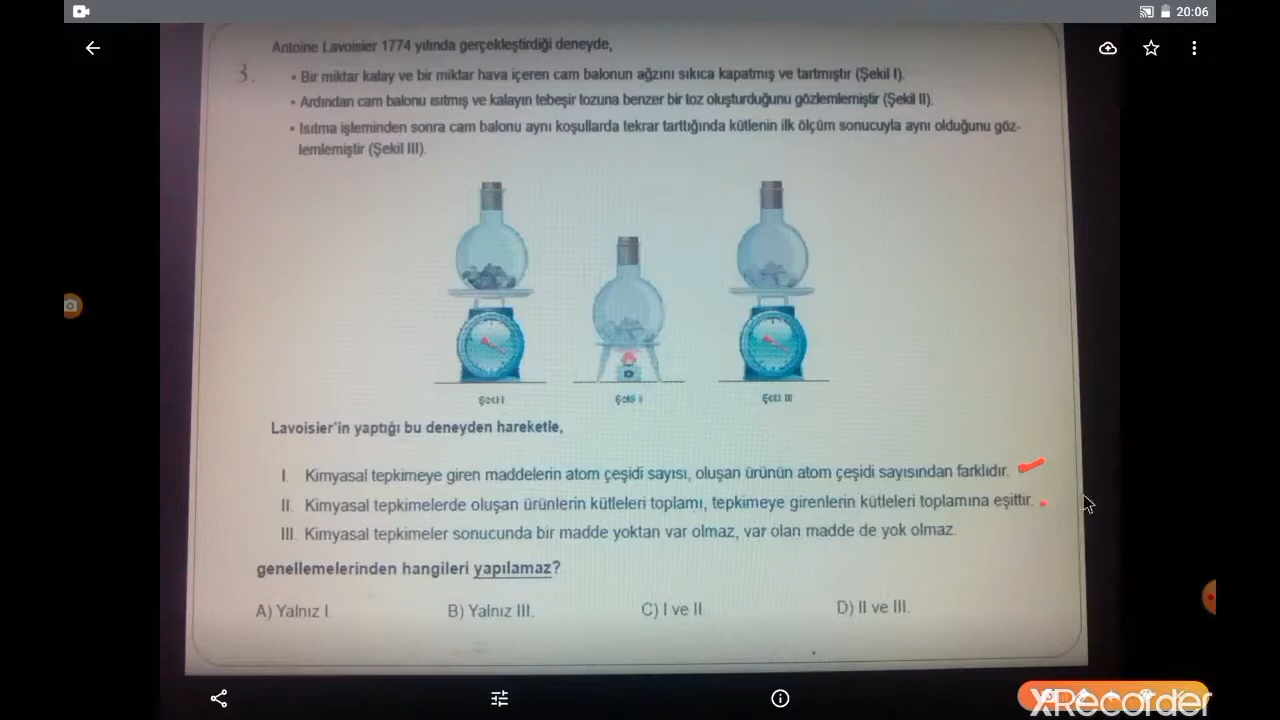 20:06
Antoine Lavoisier 1774 yılında gerçekleştirdiği deneyde,
3.
• Bir miktar kalay ve bir miktar hava içeren cam balonun ağzını sıkıca kapatmış ve tartmıştır (Şekil I).
• Ardından cam balonu ısıtmış ve kalayın tebeşir tozuna benzer bir toz oluşturduğunu gözlemlemiştir (Şekil II).
• Isıtma işleminden sonra cam balonu aynı koşullarda tekrar tarttığında kütlenin ilk ölçüm sonucuyla aynı olduğunu göz-
lemlemiştir (Şekil III).
Şekil I
Şekil II
Şekil III
Lavoisier'in yaptığı bu deneyden hareketle,
I. Kimyasal tepkimeye giren maddelerin atom çeşidi sayısı, oluşan ürünün atom çeşidi sayısından farklıdır.
II. Kimyasal tepkimelerde oluşan ürünlerin kütleleri toplamı, tepkimeye girenlerin kütleleri toplamına eşittir.
III. Kimyasal tepkimeler sonucunda bir madde yoktan var olmaz, var olan madde de yok olmaz.
genellemelerinden hangileri yapılamaz?
A) Yalnız I.
B) Yalnız III.
C) I ve II
D) II ve III.
XRecorder